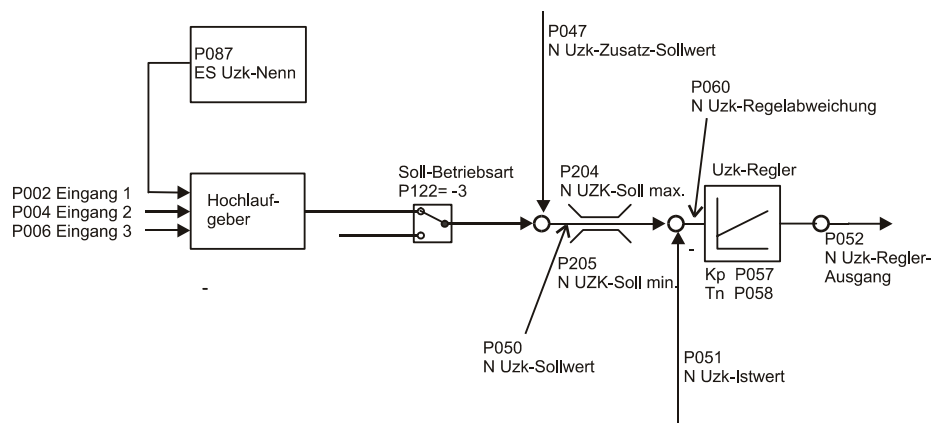 P087
ES Uzk-Nenn
P047
N Uzk-Zusatz-Sollwert
P060
N Uzk-Regelabweichung
Soll-Betriebsart
P122= -3
P204
N UZK-Soll max.
Uzk-Regler
P002 Eingang 1
P004 Eingang 2
P006 Eingang 3
Hochlauf-
geber
-
-
P205
N UZK-Soll min.
Kp P057
Tn P058
P052
N Uzk-Regler-
Ausgang
P050
N Uzk-Sollwert
P051
N Uzk-Istwert